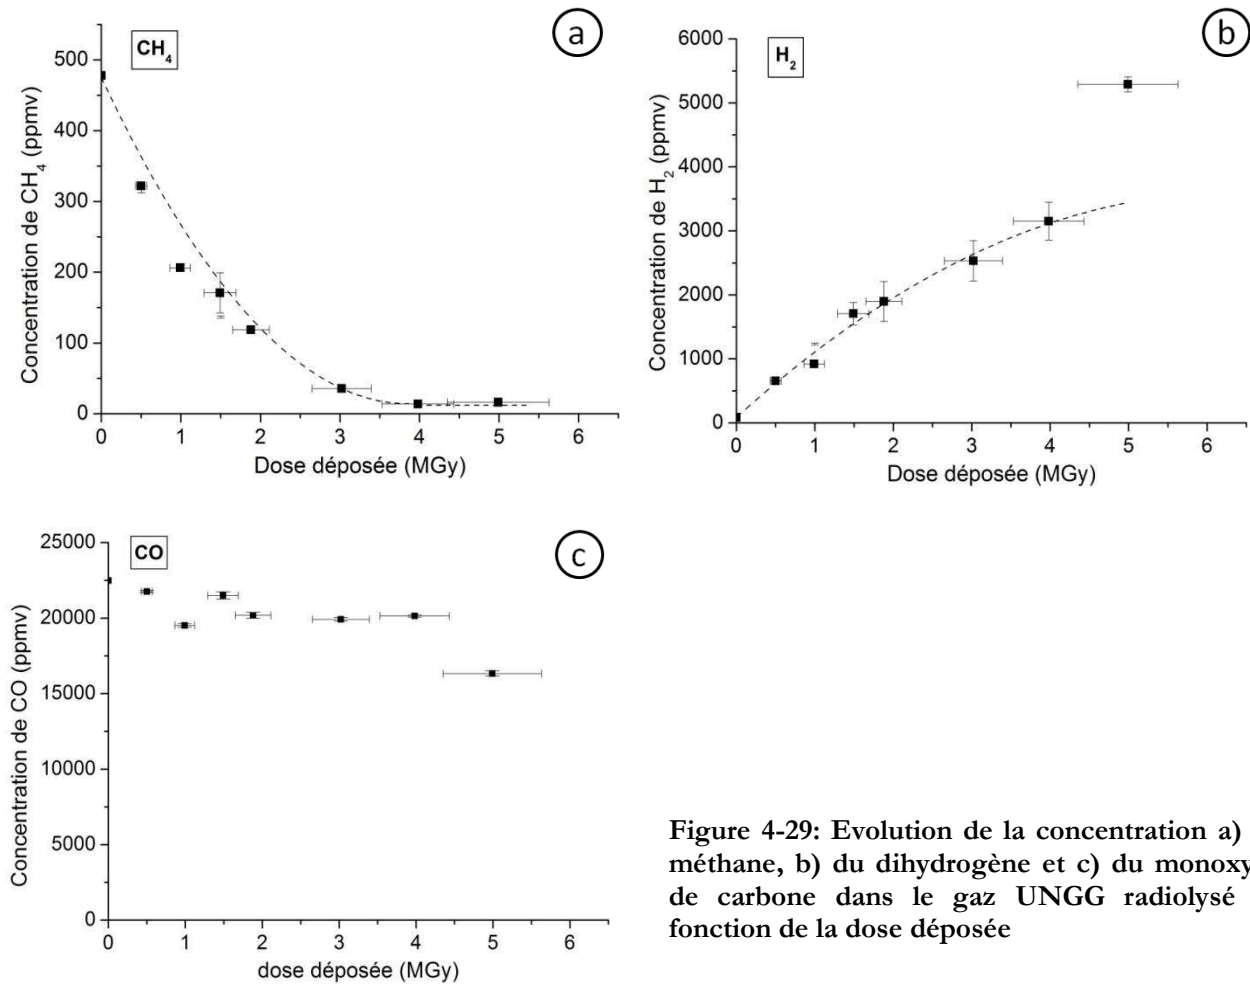 CH4
a
Concentration de CH4 (ppmv)
500
400
300
200
100
0
0 1 2 3 4 5 6
Dose déposée (MGy)
H2
b
Concentration de H2 (ppmv)
6000
5000
4000
3000
2000
1000
0
0 1 2 3 4 5 6
Dose déposée (MGy)
CO
c
Concentration de CO (ppmv)
25000
20000
15000
10000
5000
0
0 1 2 3 4 5 6
dose déposée (MGy)
Figure 4-29: Evolution de la concentration a)
méthane, b) du dihydrogène et c) du monoxy
de carbone dans le gaz UNGG radiolysé
fonction de la dose déposée